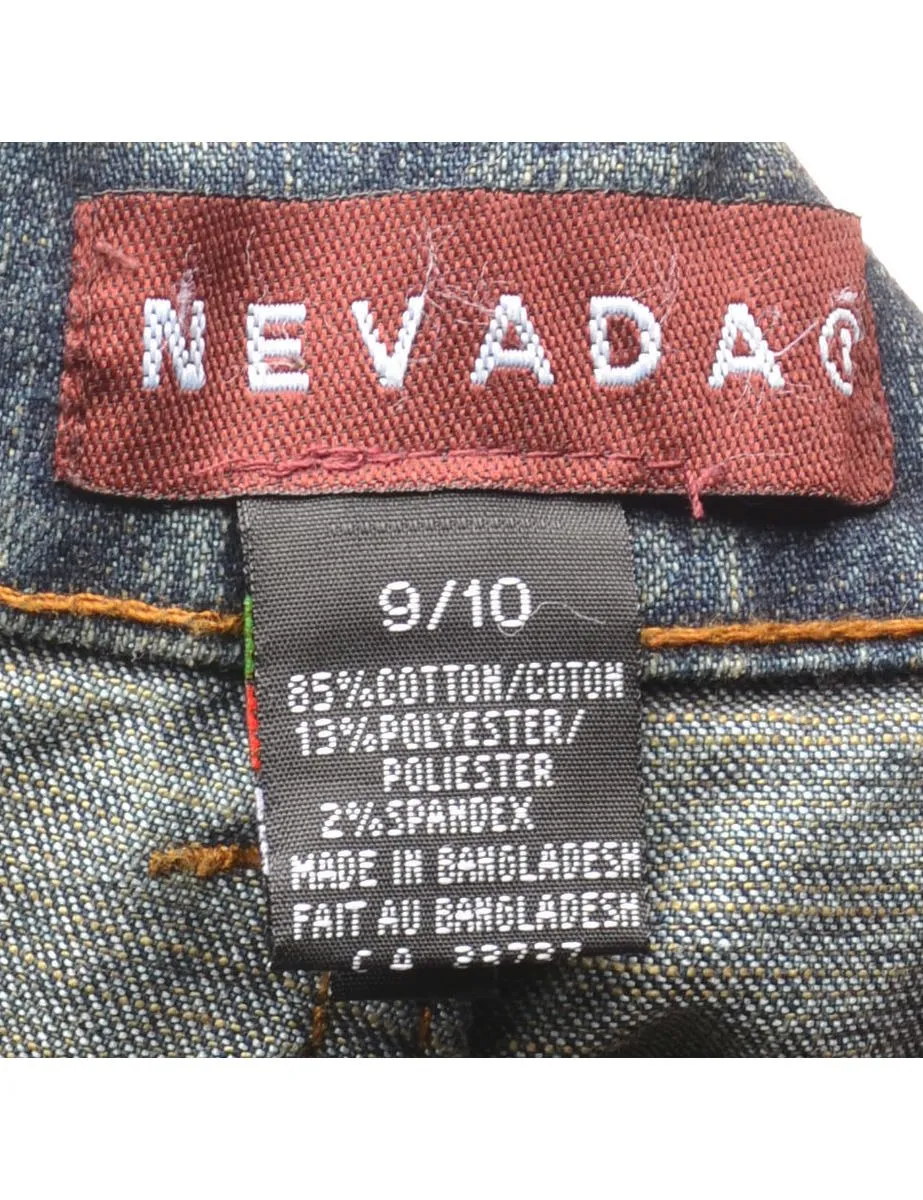 NEVADA®
9/10
85%COTTON/COTON
13%POLYESTER/
POLIESTER
2%SPANDEX
MADE IN BANGLADESH
FAIT AU BANGLADESH
C A